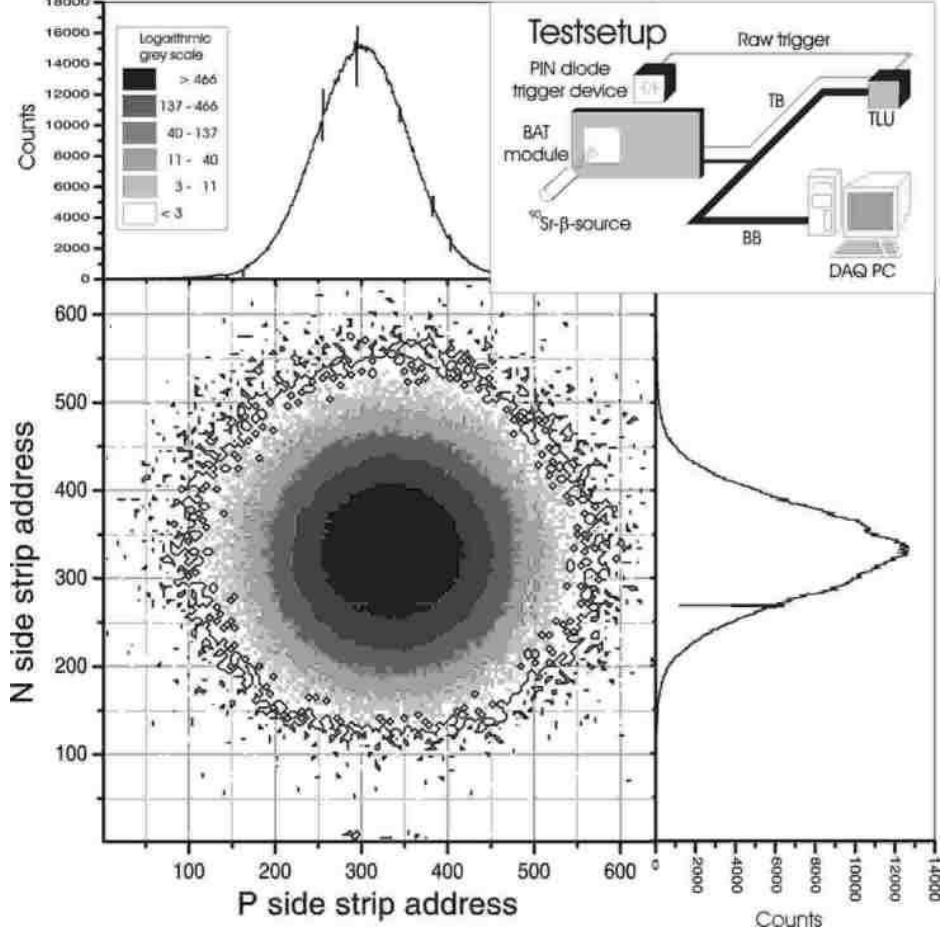 18000
16000
14000
12000
10000
8000
6000
4000
2000
0
Counts
Logarithmic
grey scale
> 466
137 - 466
40 - 137
11 - 40
3 - 11
< 3
Testsetup
Raw trigger
PIN diode
trigger device
TB
TLU
BAT
module
⁹⁰Sr-β-source
BB
DAQ PC
600
500
400
300
200
100
N side strip address
100
200
300
400
500
600
P side strip address
0
2000
4000
6000
8000
10000
12000
14000
Counts